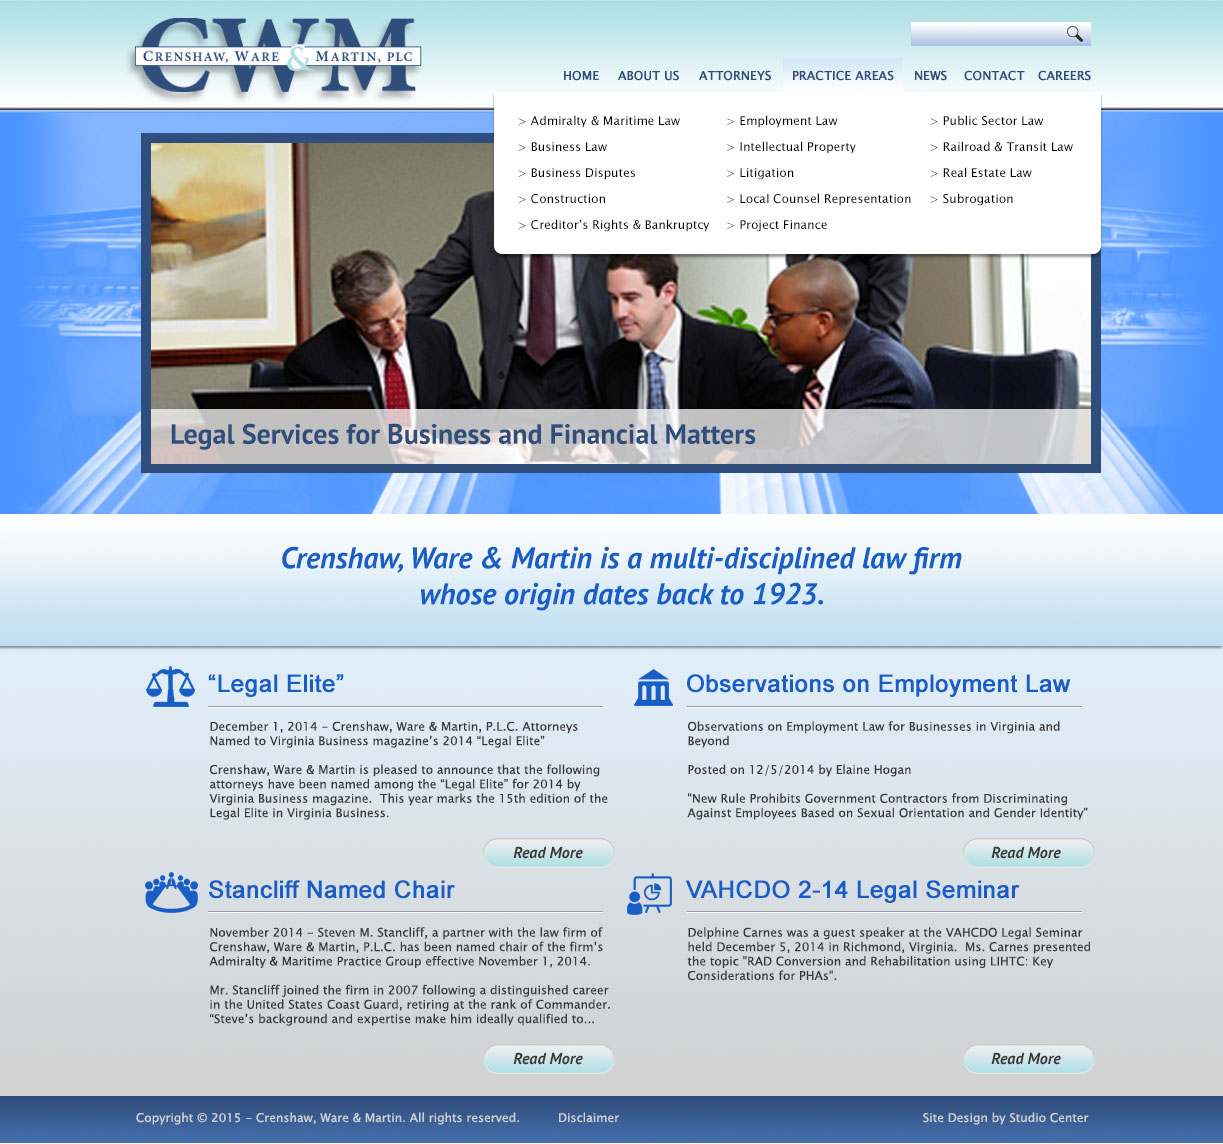 CWM
CRENSHAW, WARE & MARTIN, PLC
HOME ABOUT US ATTORNEYS PRACTICE AREAS NEWS CONTACT CAREERS
> Admiralty & Maritime Law
> Business Law
> Business Disputes
> Construction
> Creditor's Rights & Bankruptcy
> Employment Law
> Intellectual Property
> Litigation
> Local Counsel Representation
> Project Finance
> Public Sector Law
> Railroad & Transit Law
> Real Estate Law
> Subrogation
Legal Services for Business and Financial Matters
Crenshaw, Ware & Martin is a multi-disciplined law firm
whose origin dates back to 1923.
“Legal Elite”
December 1, 2014 – Crenshaw, Ware & Martin, P.L.C. Attorneys
Named to Virginia Business magazine’s 2014 “Legal Elite”
Crenshaw, Ware & Martin is pleased to announce that the following
attorneys have been named among the “Legal Elite” for 2014 by
Virginia Business magazine.  This year marks the 15th edition of the
Legal Elite in Virginia Business.
Read More
Observations on Employment Law
Observations on Employment Law for Businesses in Virginia and
Beyond
Posted on 12/5/2014 by Elaine Hogan
"New Rule Prohibits Government Contractors from Discriminating
Against Employees Based on Sexual Orientation and Gender Identity"
Read More
Stancliff Named Chair
November 2014 – Steven M. Stancliff, a partner with the law firm of
Crenshaw, Ware & Martin, P.L.C. has been named chair of the firm’s
Admiralty & Maritime Practice Group effective November 1, 2014.
Mr. Stancliff joined the firm in 2007 following a distinguished career
in the United States Coast Guard, retiring at the rank of Commander.
“Steve’s background and expertise make him ideally qualified to...
Read More
VAHCDO 2-14 Legal Seminar
Delphine Carnes was a guest speaker at the VAHCDO Legal Seminar
held December 5, 2014 in Richmond, Virginia.  Ms. Carnes presented
the topic "RAD Conversion and Rehabilitation using LIHTC: Key
Considerations for PHAs".
Read More
Copyright © 2015 – Crenshaw, Ware & Martin. All rights reserved. Disclaimer Site Design by Studio Center